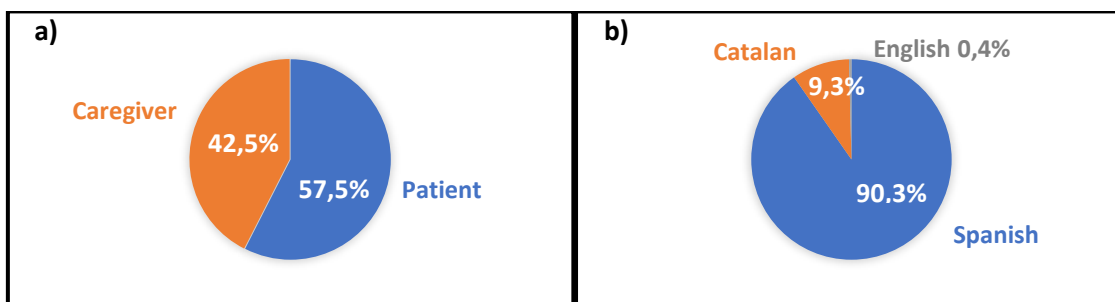 a)
Caregiver
42,5%
57,5%
Patient
b)
Catalan
English 0,4%
9,3%
90,3%
Spanish